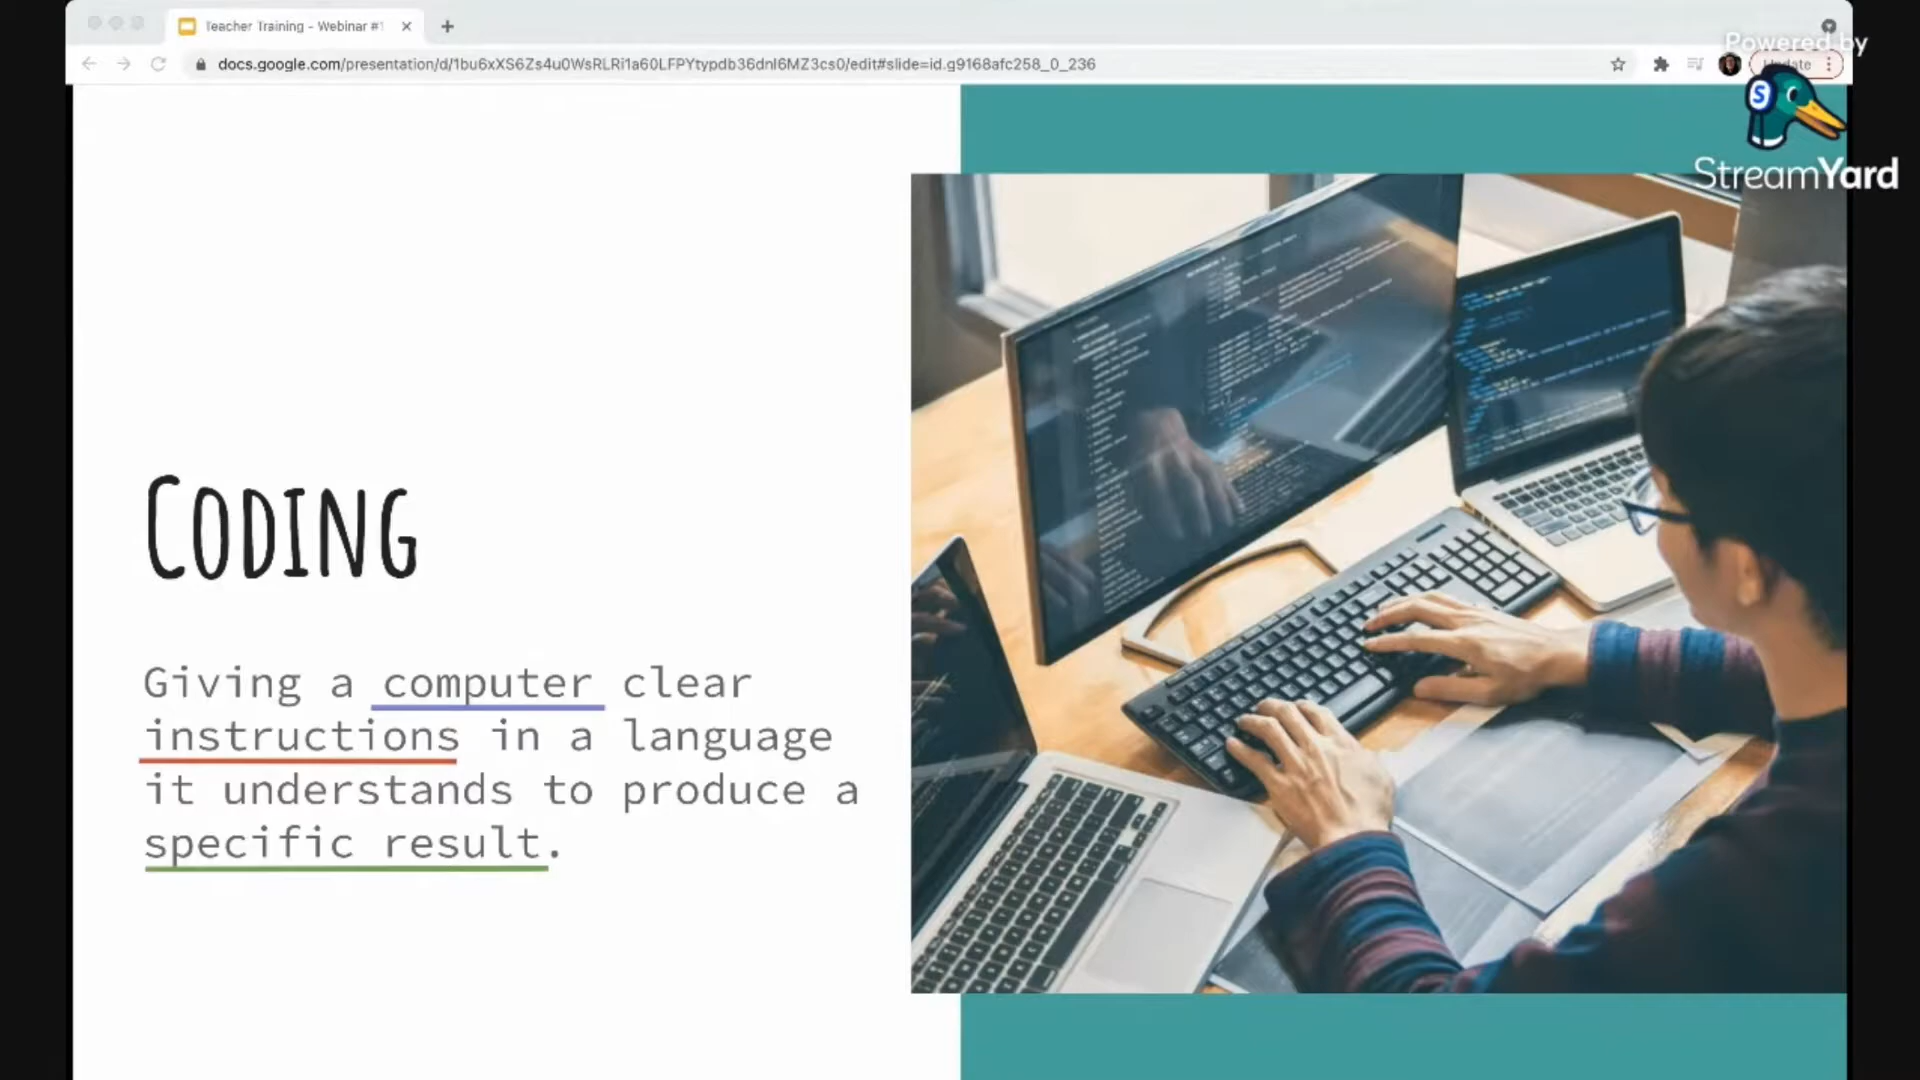 Teacher Training - Webinar #1
docs.google.com/presentation/d/1bu6xXS6Zs4u0WsRLRi1a60LFPYtypdb36dnl6MZ3cs0/edit#slide=id.g9168afc258_0_236
Update
Powered by
S
StreamYard
CODING
Giving a computer clear
instructions in a language
it understands to produce a
specific result.